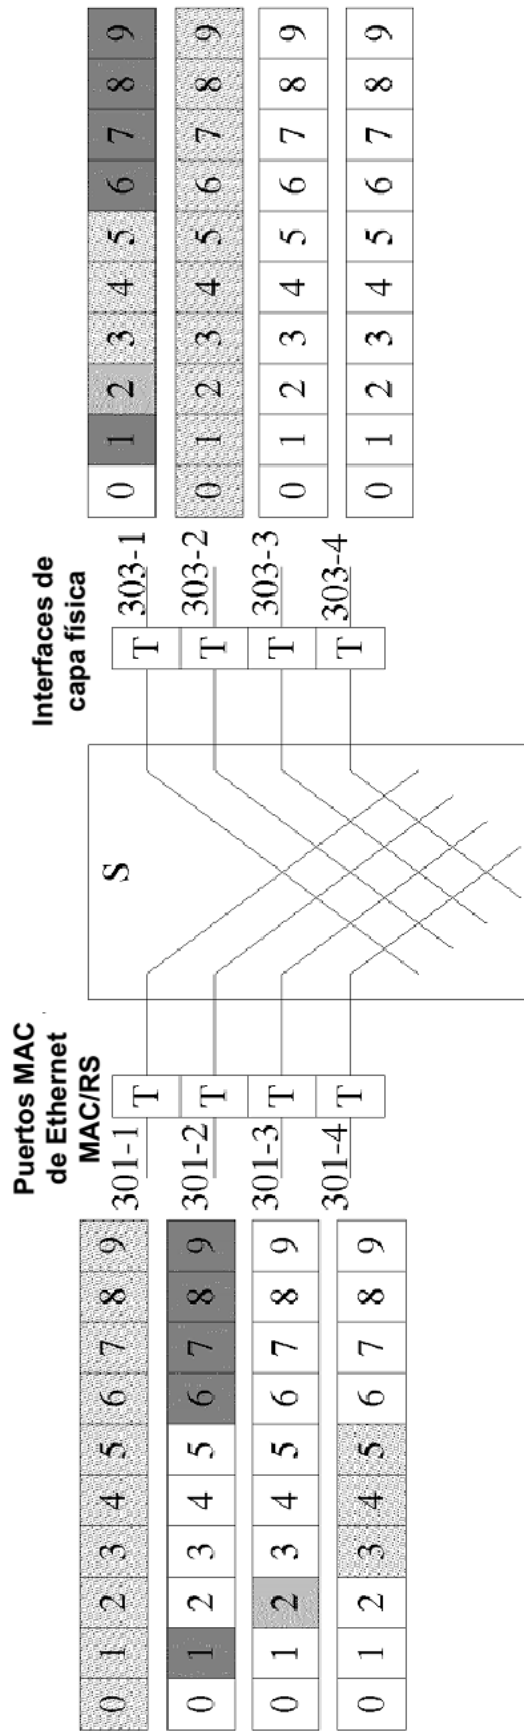 Puertos MAC
de Ethernet
MAC/RS
Interfaces de
capa física
0 1 2 3 4 5 6 7 8 9
301-1
T
S
T
303-1
0 1 2 3 4 5 6 7 8 9
0 1 2 3 4 5 6 7 8 9
301-2
T
T
303-2
0 1 2 3 4 5 6 7 8 9
0 1 2 3 4 5 6 7 8 9
301-3
T
T
303-3
0 1 2 3 4 5 6 7 8 9
0 1 2 3 4 5 6 7 8 9
301-4
T
T
303-4
0 1 2 3 4 5 6 7 8 9